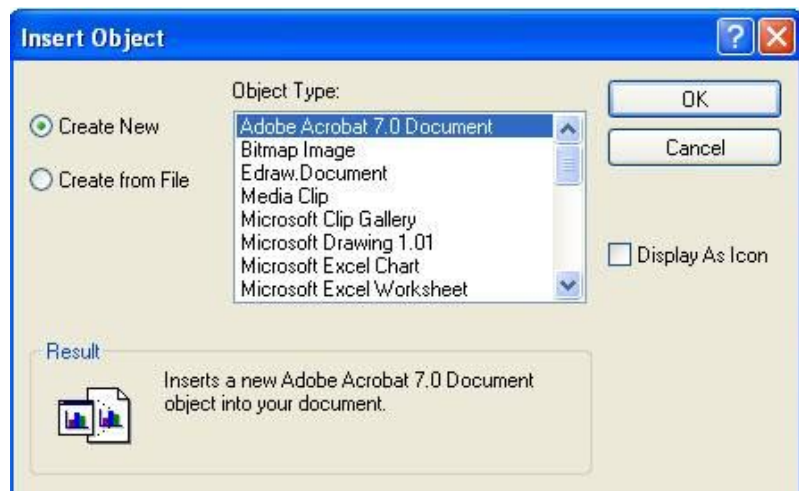 Insert Object
Object Type:
Create New
Create from File
Adobe Acrobat 7.0 Document
Bitmap Image
Edraw.Document
Media Clip
Microsoft Clip Gallery
Microsoft Drawing 1.01
Microsoft Excel Chart
Microsoft Excel Worksheet
OK
Cancel
Display As Icon
Result
Inserts a new Adobe Acrobat 7.0 Document
object into your document.